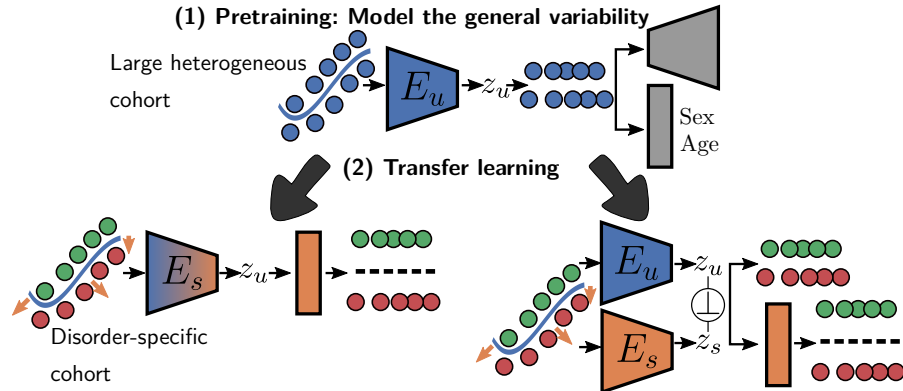 (1) Pretraining: Model the general variability
Large heterogeneous
cohort
E_u
z_u
Sex
Age
(2) Transfer learning
E_s
z_u
Disorder-specific
cohort
E_u
z_u
⊥
E_s
z_s